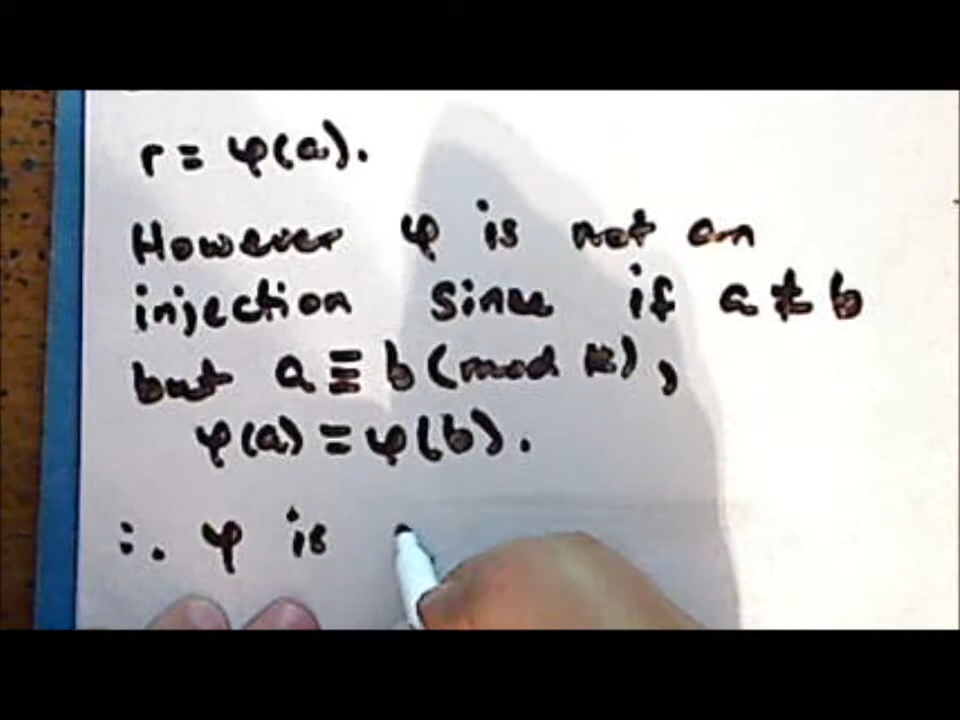 r = φ(a).
However φ is not an
injection since if a ≠ b
but a ≡ b (mod k),
φ(a) = φ(b).
∴ φ is